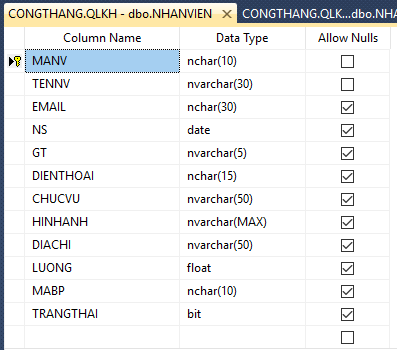 CONGTHANG.QLKH - dbo.NHANVIEN CONGTHANG.QLK...dbo.NHA
Column Name Data Type Allow Nulls
MANV nchar(10)
TENNV nvarchar(30)
EMAIL nchar(30)
NS date
GT nvarchar(5)
DIENTHOAI nchar(15)
CHUCVU nvarchar(50)
HINHANH nvarchar(MAX)
DIACHI nvarchar(50)
LUONG float
MABP nchar(10)
TRANGTHAI bit